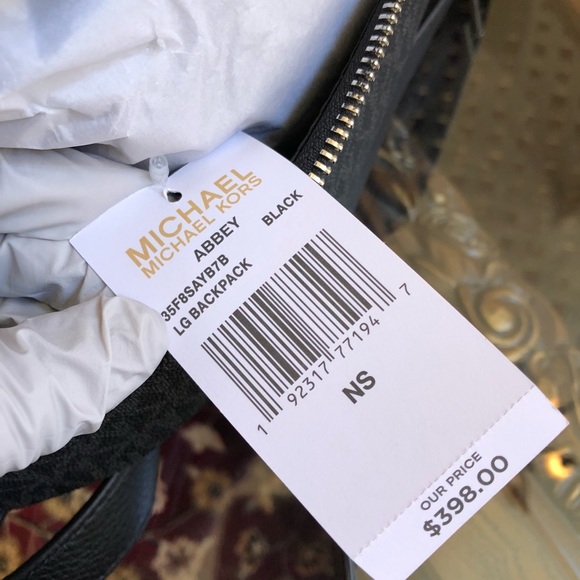 MICHAEL
MICHAEL KORS
ABBEY BLACK
35F8SAYB7B
LG BACKPACK
1 92317 77194 7
NS
OUR PRICE
$398.00